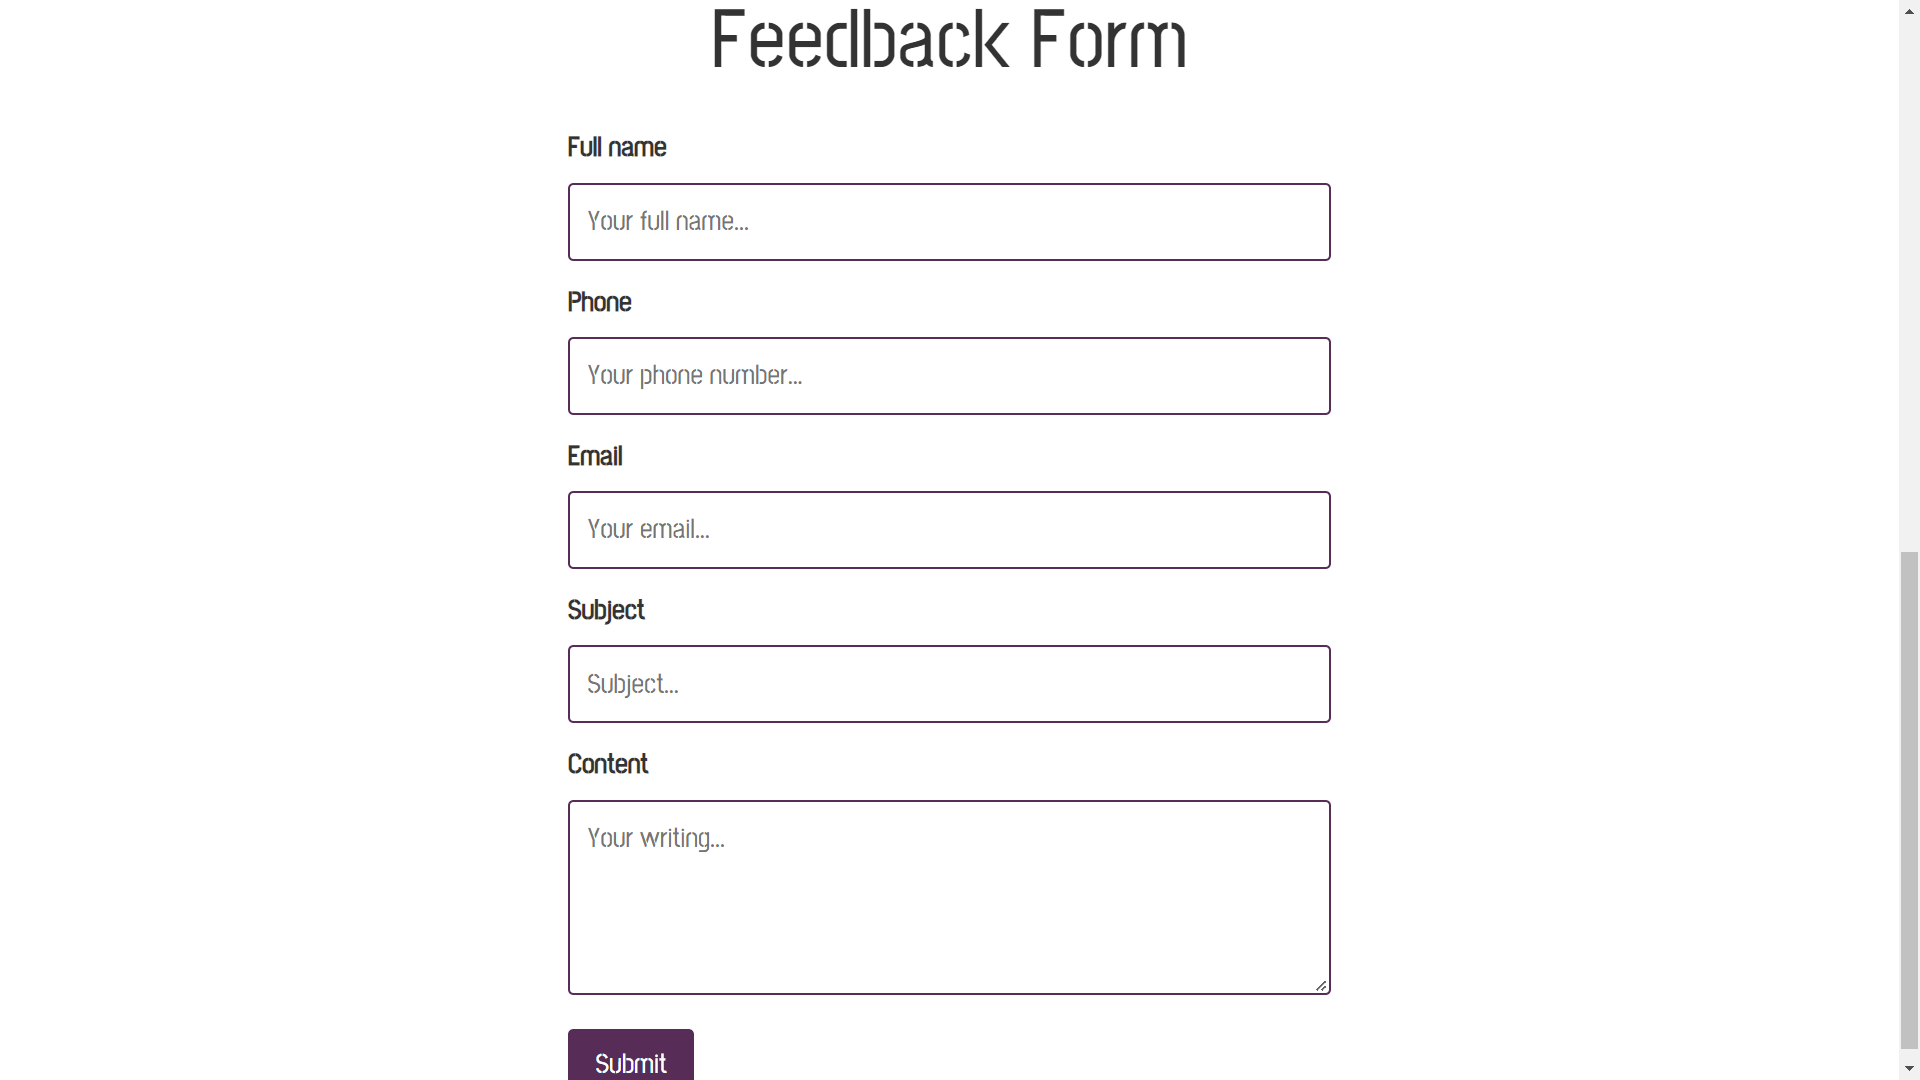 Feedback Form
Full name
Your full name...
Phone
Your phone number...
Email
Your email...
Subject
Subject...
Content
Your writing...
Submit